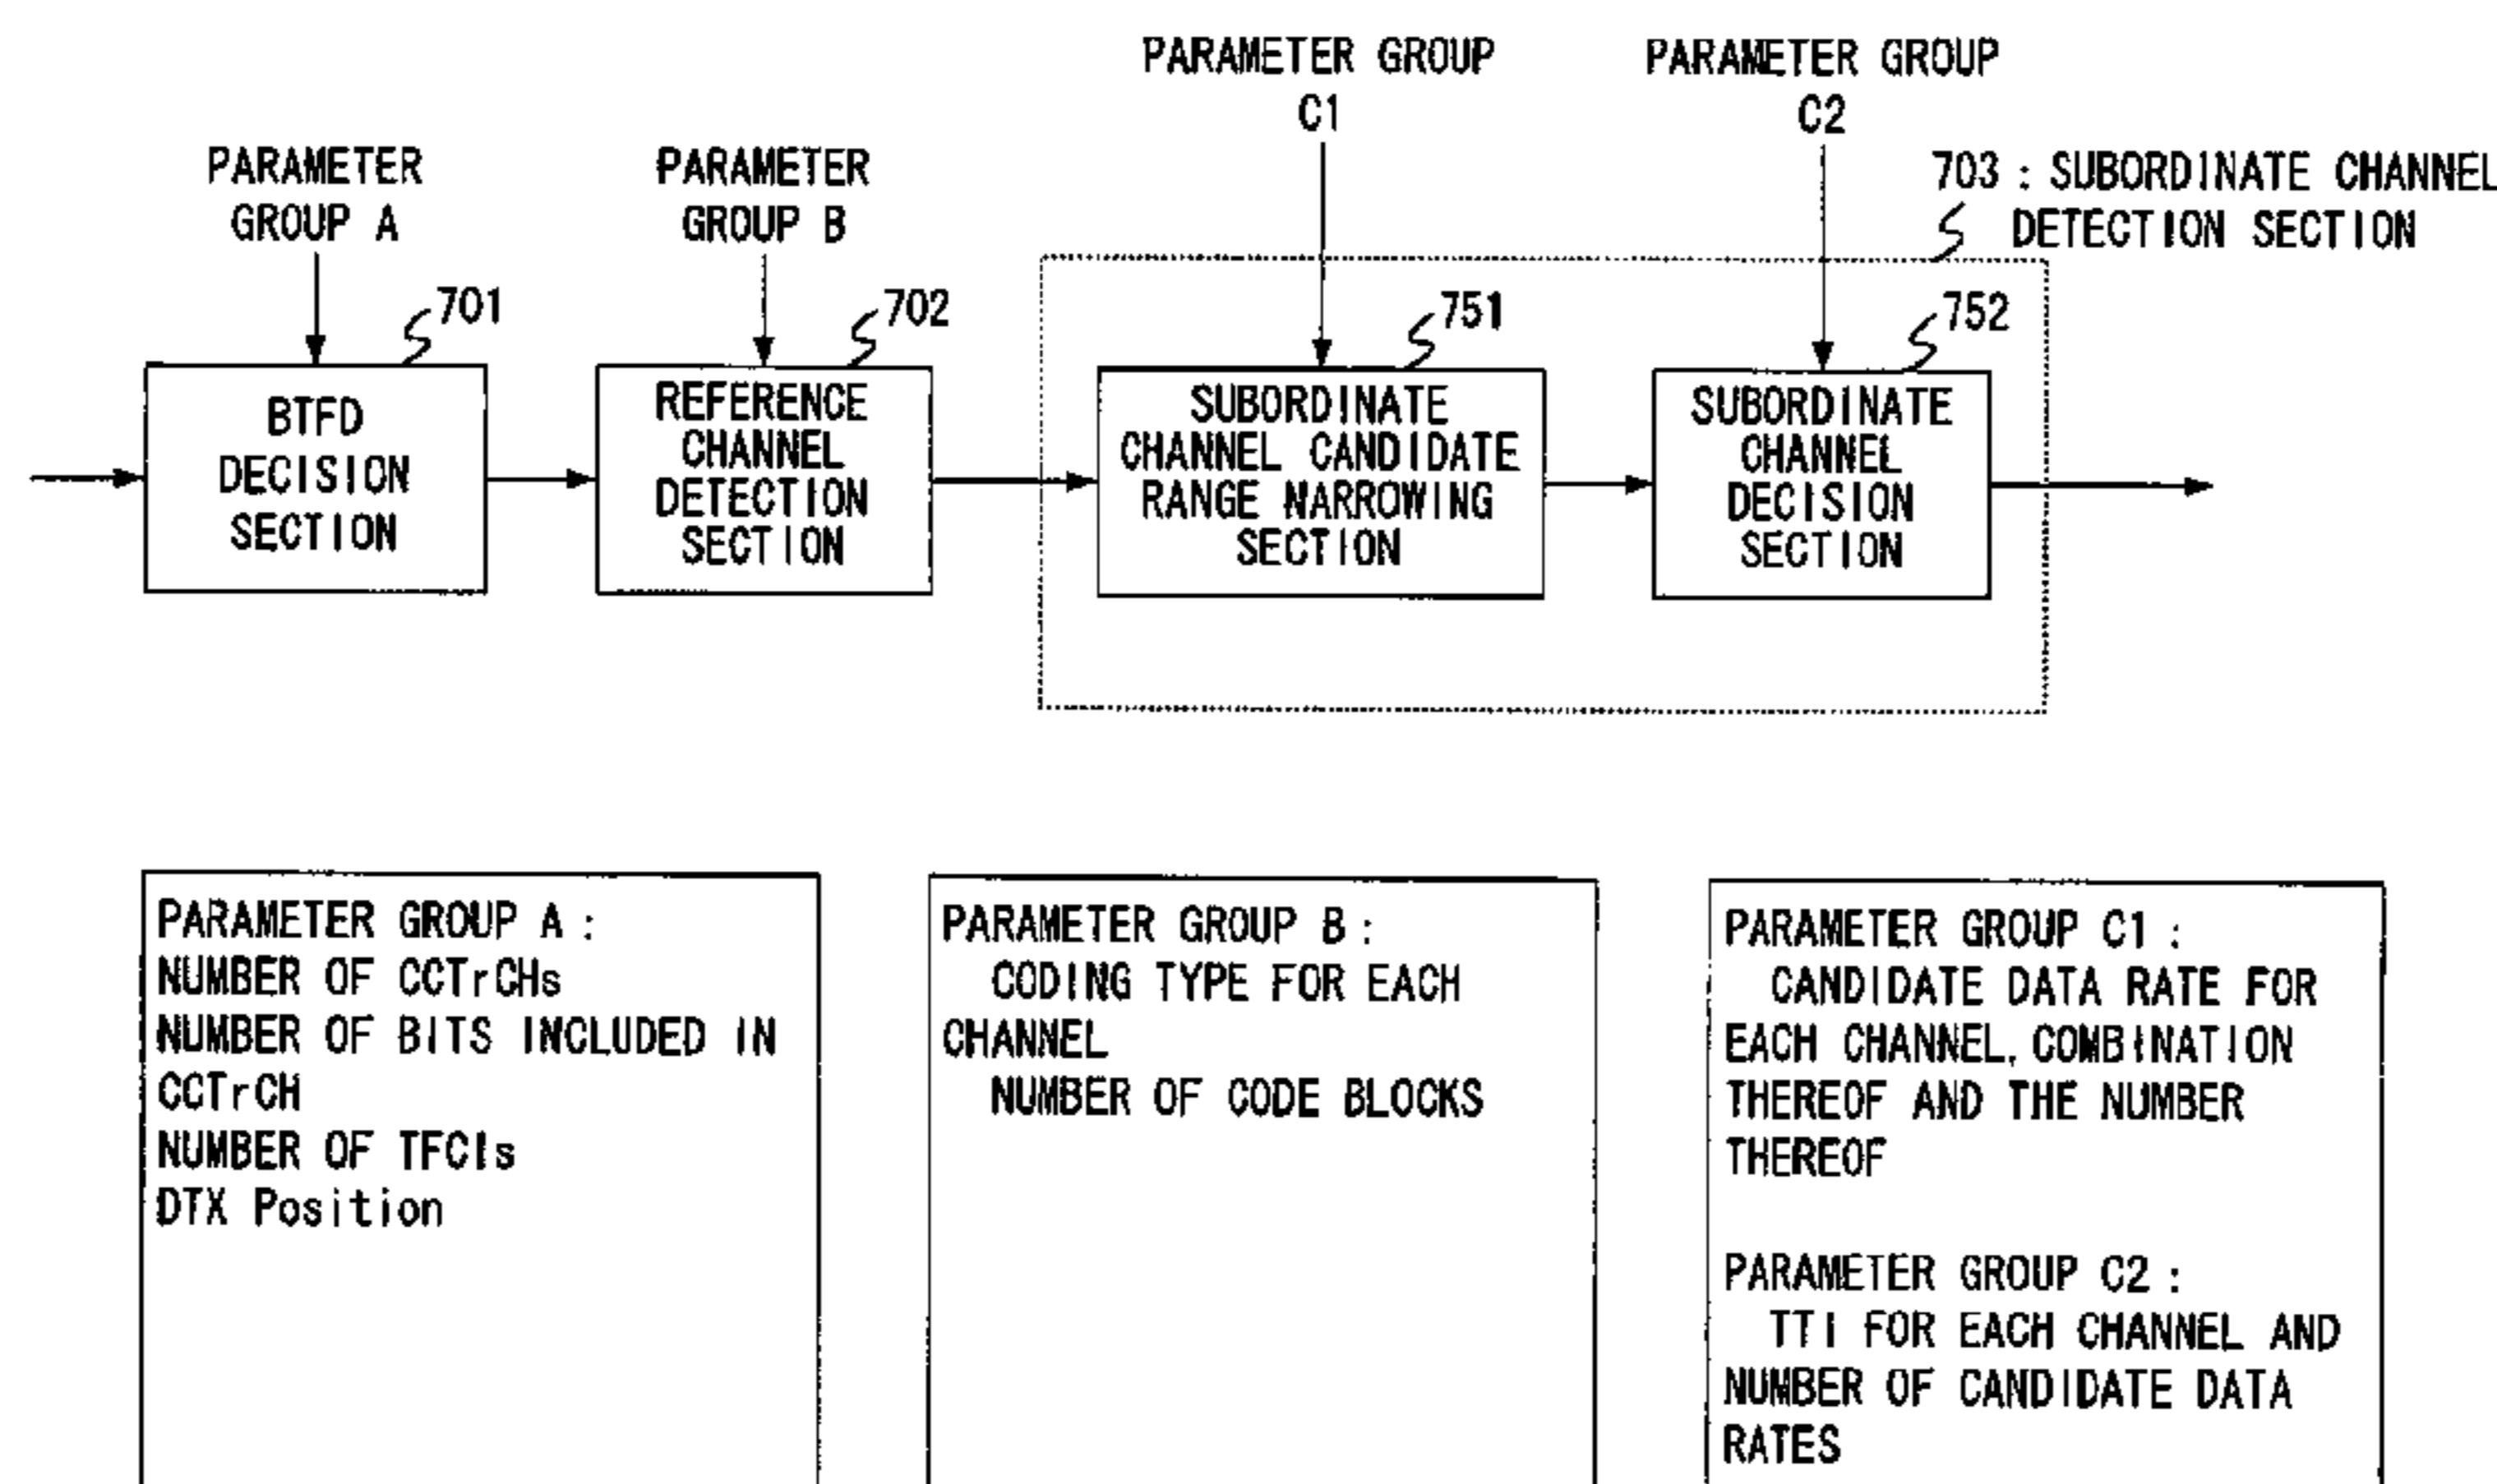 PARAMETER GROUP
C1
PARAMETER GROUP
C2
PARAMETER
GROUP A
PARAMETER
GROUP B
703 : SUBORDINATE CHANNEL
DETECTION SECTION
701
702
751
752
BTFD
DECISION
SECTION
REFERENCE
CHANNEL
DETECTION
SECTION
SUBORDINATE
CHANNEL CANDIDATE
RANGE NARROWING
SECTION
SUBORDINATE
CHANNEL
DECISION
SECTION
PARAMETER GROUP A :
NUMBER OF CCTrCHs
NUMBER OF BITS INCLUDED IN
CCTrCH
NUMBER OF TFCIs
DTX Position
PARAMETER GROUP B :
CODING TYPE FOR EACH
CHANNEL
NUMBER OF CODE BLOCKS
PARAMETER GROUP C1 :
CANDIDATE DATA RATE FOR
EACH CHANNEL, COMBINATION
THEREOF AND THE NUMBER
THEREOF
PARAMETER GROUP C2 :
TTI FOR EACH CHANNEL AND
NUMBER OF CANDIDATE DATA
RATES